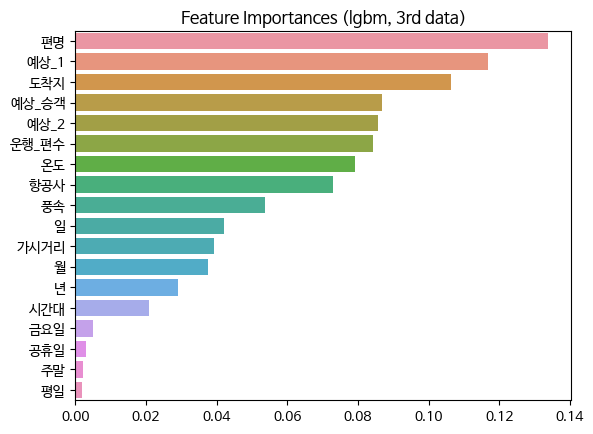 Feature Importances (lgbm, 3rd data)
편명
예상_1
도착지
예상_승객
예상_2
운행_편수
온도
항공사
풍속
일
가시거리
월
년
시간대
금요일
공휴일
주말
평일
0.00 0.02 0.04 0.06 0.08 0.10 0.12 0.14